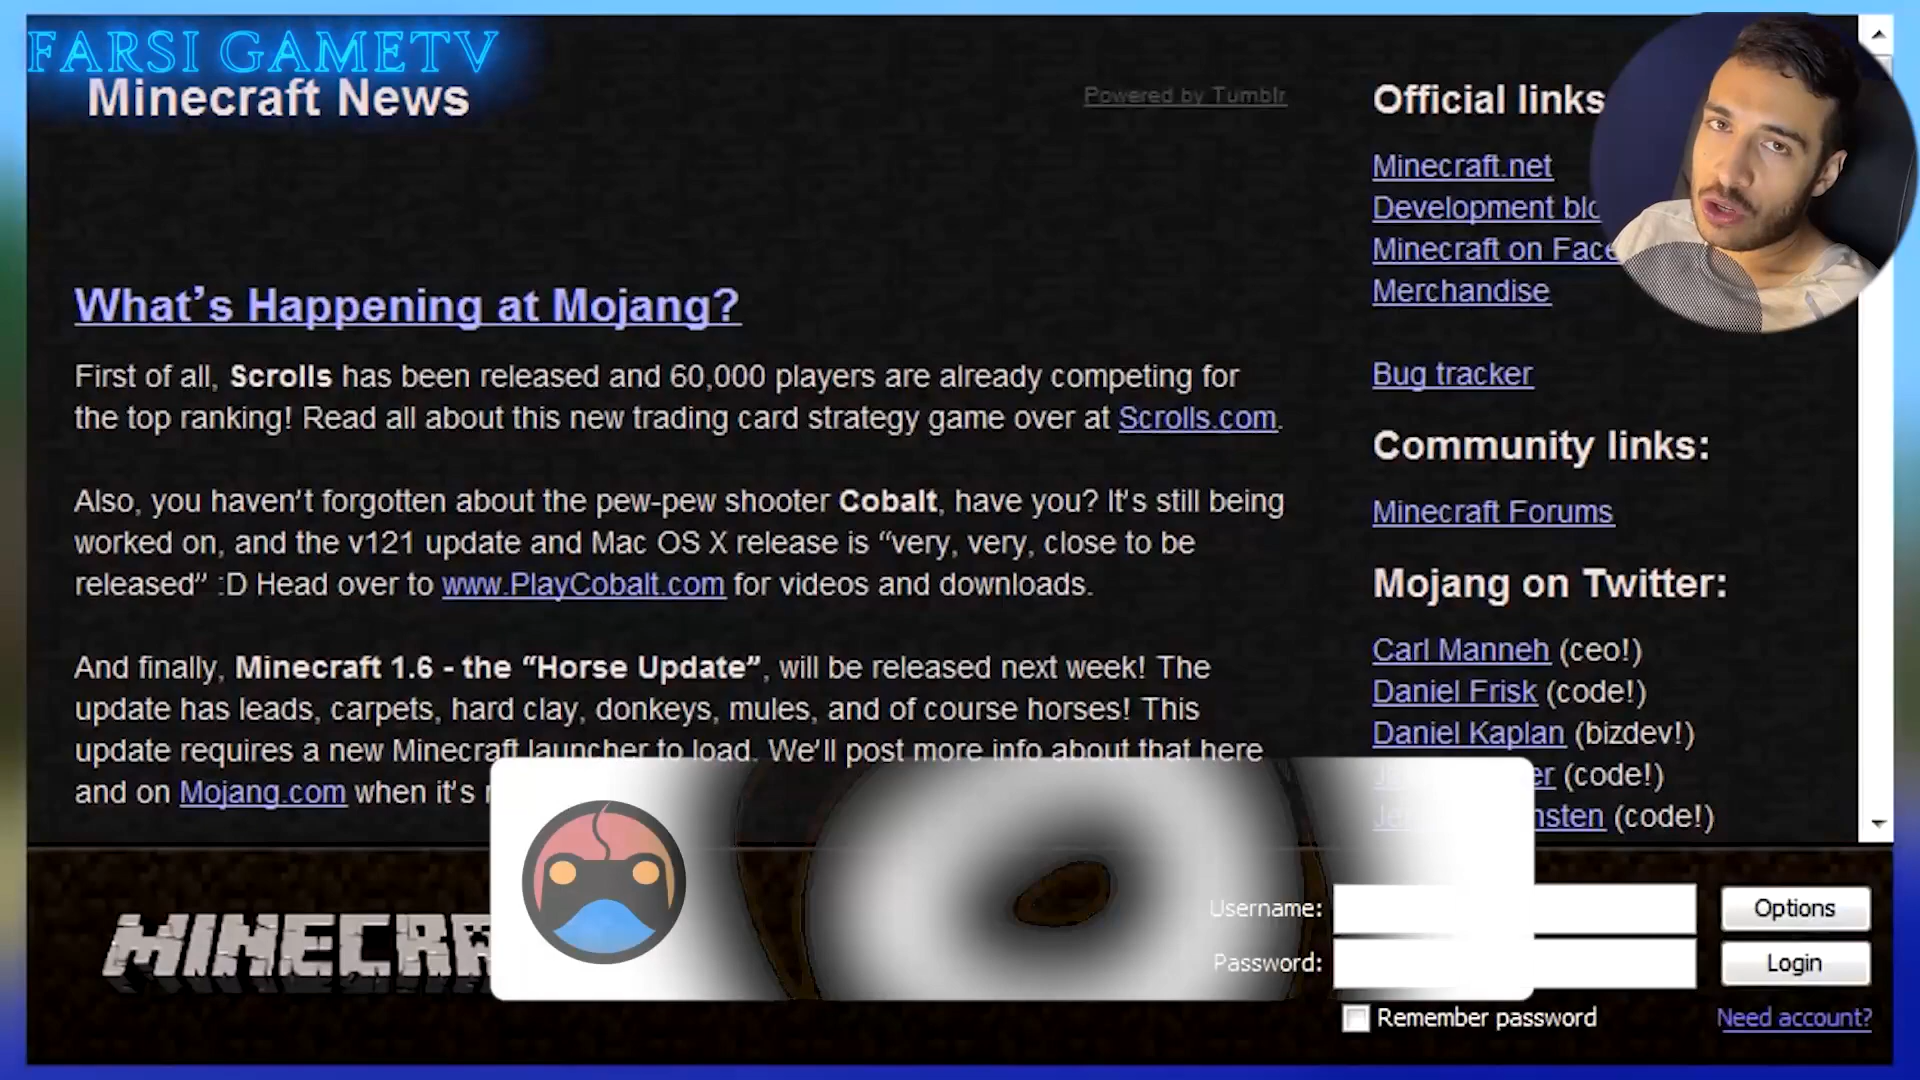 FARSI GAMETV
Minecraft News
Powered by Tumblr
What's Happening at Mojang?
First of all, Scrolls has been released and 60,000 players are already competing for
the top ranking! Read all about this new trading card strategy game over at Scrolls.com.
Also, you haven't forgotten about the pew-pew shooter Cobalt, have you? It's still being
worked on, and the v121 update and Mac OS X release is “very, very, close to be
released” :D Head over to www.PlayCobalt.com for videos and downloads.
And finally, Minecraft 1.6 - the “Horse Update”, will be released next week! The
update has leads, carpets, hard clay, donkeys, mules, and of course horses! This
update requires a new Minecraft launcher to load. We'll post more info about that here
and on Mojang.com when it's
Official links
Minecraft.net
Development
Minecraft on
Merchandise
Bug tracker
Community links:
Minecraft Forums
Mojang on Twitter:
Carl Manneh (ceo!)
Daniel Frisk (code!)
Daniel Kaplan (bizdev!)
(code!)
(code!)
Username:
Password:
Options
Login
Remember password
Need account?